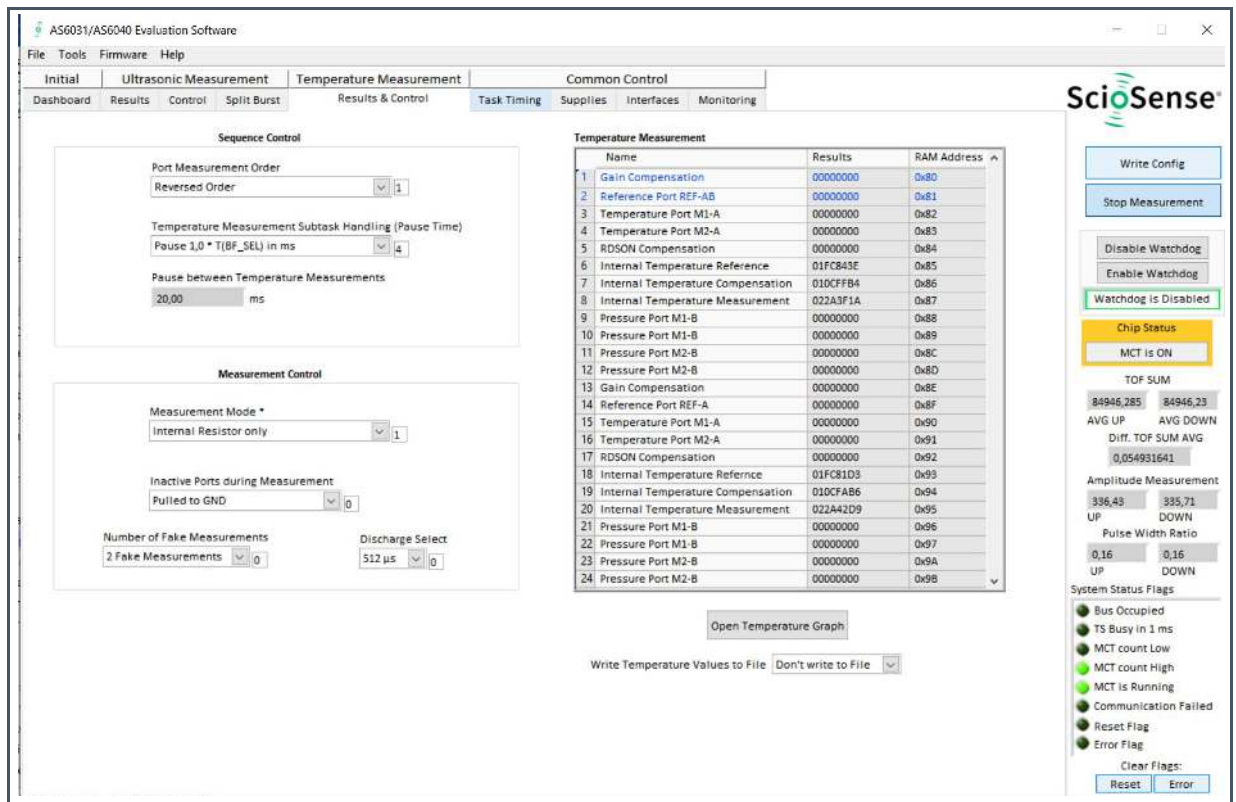 AS6031/AS6040 Evaluation Software
File Tools Firmware Help
Initial Ultrasonic Measurement Temperature Measurement Common Control
Dashboard Results Control Split Burst Results & Control Task Timing Supplies Interfaces Monitoring
ScioSense
Sequence Control
Port Measurement Order
Reversed Order 1
Temperature Measurement Subtask Handling (Pause Time)
Pause 1,0 * T(BF_SEL) in ms 4
Pause between Temperature Measurements
20,00 ms
Measurement Control
Measurement Mode *
Internal Resistor only 1
Inactive Ports during Measurement
Pulled to GND 0
Number of Fake Measurements Discharge Select
2 Fake Measurements 0 512 µs 0
Temperature Measurement
Name Results RAM Address
1 Gain Compensation 00000000 0x80
2 Reference Port REF-AB 00000000 0x81
3 Temperature Port M1-A 00000000 0x82
4 Temperature Port M2-A 00000000 0x83
5 RDSON Compensation 00000000 0x84
6 Internal Temperature Reference 01FC843E 0x85
7 Internal Temperature Compensation 010CFFB4 0x86
8 Internal Temperature Measurement 022A3F1A 0x87
9 Pressure Port M1-B 00000000 0x88
10 Pressure Port M1-B 00000000 0x89
11 Pressure Port M2-B 00000000 0x8C
12 Pressure Port M2-B 00000000 0x8D
13 Gain Compensation 00000000 0x8E
14 Reference Port REF-A 00000000 0x8F
15 Temperature Port M1-A 00000000 0x90
16 Temperature Port M2-A 00000000 0x91
17 RDSON Compensation 00000000 0x92
18 Internal Temperature Refernce 01FC81D3 0x93
19 Internal Temperature Compensation 010CFAB6 0x94
20 Internal Temperature Measurement 022A42D9 0x95
21 Pressure Port M1-B 00000000 0x96
22 Pressure Port M1-B 00000000 0x97
23 Pressure Port M2-B 00000000 0x9A
24 Pressure Port M2-B 00000000 0x9B
Open Temperature Graph
Write Temperature Values to File Don't write to File
Write Config
Stop Measurement
Disable Watchdog
Enable Watchdog
Watchdog is Disabled
Chip Status
MCT is ON
TOF SUM
84946,285 84946,23
AVG UP AVG DOWN
Diff. TOF SUM AVG
0,054931641
Amplitude Measurement
336,43 335,71
UP DOWN
Pulse Width Ratio
0,16 0,16
UP DOWN
System Status Flags
Bus Occupied
TS Busy in 1 ms
MCT count Low
MCT count High
MCT is Running
Communication Failed
Reset Flag
Error Flag
Clear Flags:
Reset Error